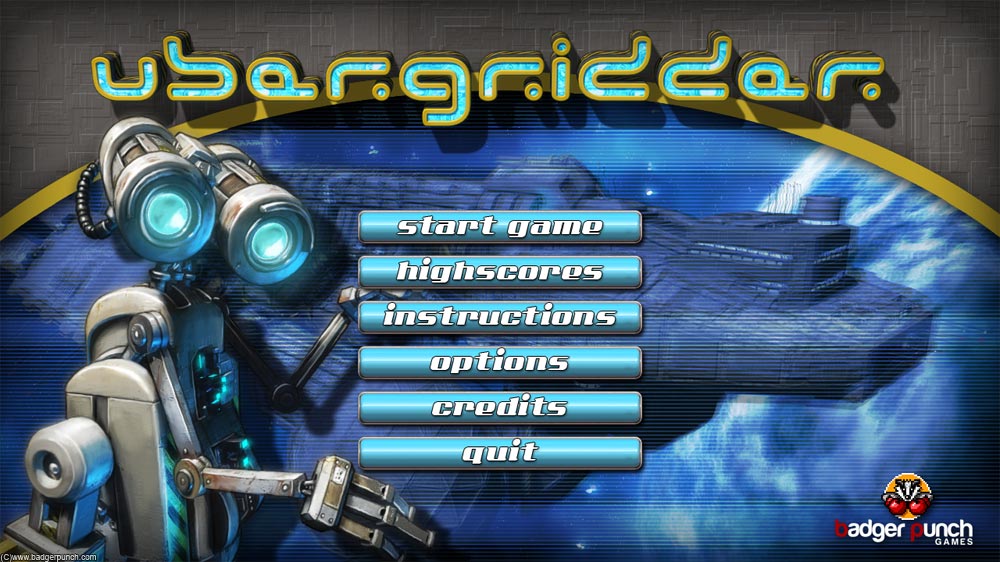 ubergridder
start game
highscores
instructions
options
credits
quit
badger punch
GAMES
(C)www.badgerpunch.com